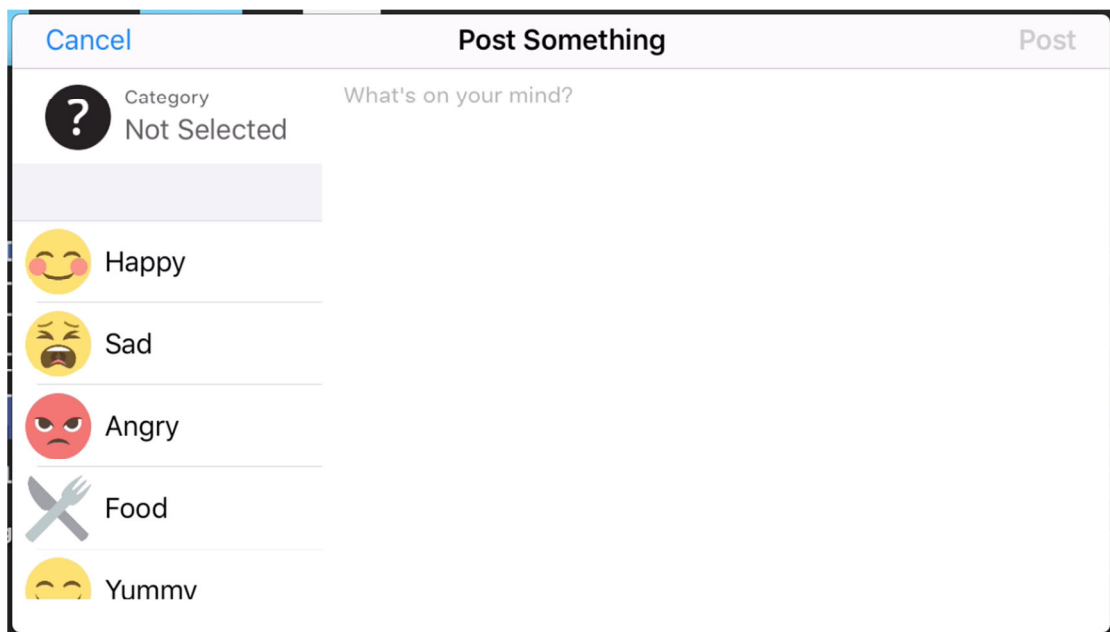 Cancel Post Something Post
Category
Not Selected
What's on your mind?
Happy
Sad
Angry
Food
Yummy